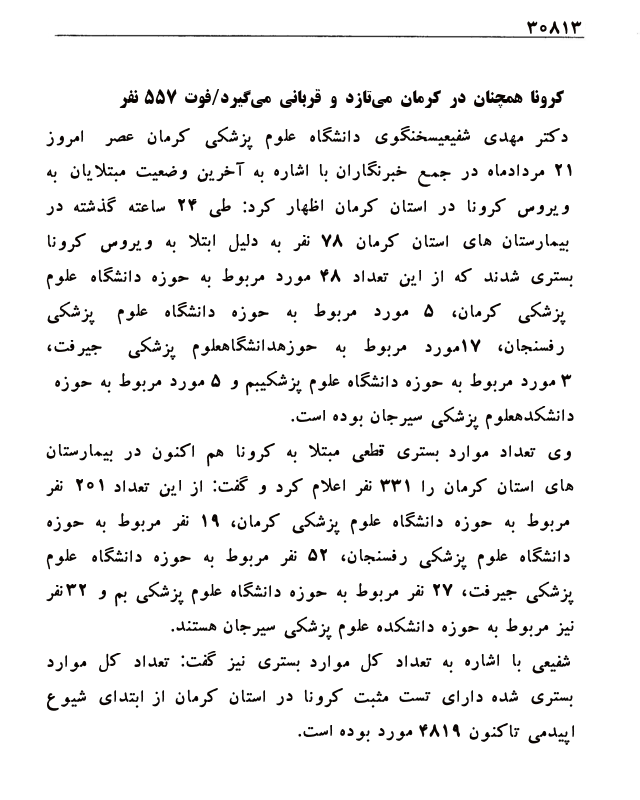 ۳۰۸۱۳
کرونا همچنان در کرمان می‌تازد و قربانی می‌گیرد/فوت ۵۵۷ نفر
دکتر مهدی شفیعیسخنگوی دانشگاه علوم پزشکی کرمان عصر امروز
۲۱ مردادماه در جمع خبرنگاران با اشاره به آخرین وضعیت مبتلایان به
ویروس کرونا در استان کرمان اظهار کرد: طی ۲۴ ساعته گذشته در
بیمارستان های استان کرمان ۷۸ نفر به دلیل ابتلا به ویروس کرونا
بستری شدند که از این تعداد ۴۸ مورد مربوط به حوزه دانشگاه علوم
پزشکی کرمان، ۵ مورد مربوط به حوزه دانشگاه علوم پزشکی
رفسنجان، ۱۷مورد مربوط به حوزهدانشگاهعلوم پزشکی جیرفت،
۳ مورد مربوط به حوزه دانشگاه علوم پزشکیبم و ۵ مورد مربوط به حوزه
دانشکدهعلوم پزشکی سیرجان بوده است.
وی تعداد موارد بستری قطعی مبتلا به کرونا هم اکنون در بیمارستان
های استان کرمان را ۳۳۱ نفر اعلام کرد و گفت: از این تعداد ۲۰۱ نفر
مربوط به حوزه دانشگاه علوم پزشکی کرمان، ۱۹ نفر مربوط به حوزه
دانشگاه علوم پزشکی رفسنجان، ۵۲ نفر مربوط به حوزه دانشگاه علوم
پزشکی جیرفت، ۲۷ نفر مربوط به حوزه دانشگاه علوم پزشکی بم و ۳۲نفر
نیز مربوط به حوزه دانشکده علوم پزشکی سیرجان هستند.
شفیعی با اشاره به تعداد کل موارد بستری نیز گفت: تعداد کل موارد
بستری شده دارای تست مثبت کرونا در استان کرمان از ابتدای شیوع
اپیدمی تاکنون ۴۸۱۹ مورد بوده است.